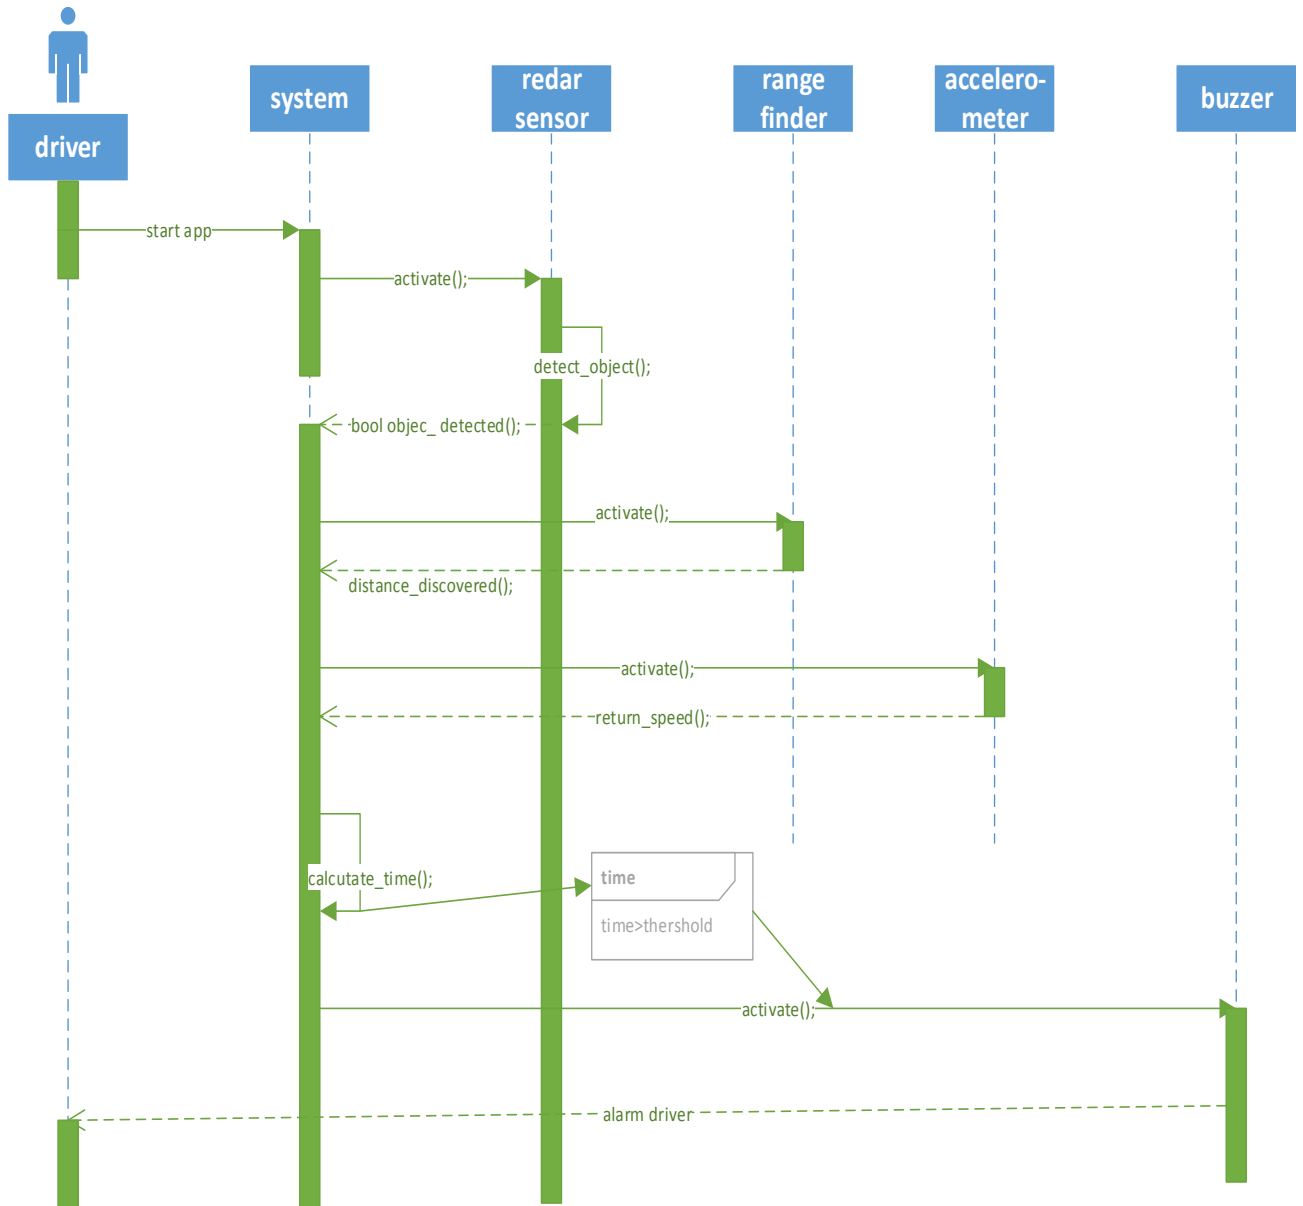 driver
system
redar
sensor
range
finder
accelero-
meter
buzzer
start app
activate();
detect_object();
bool objec_ detected();
activate();
distance_discovered();
activate();
return_speed();
calcutate_time();
time
time>thershold
activate();
alarm driver